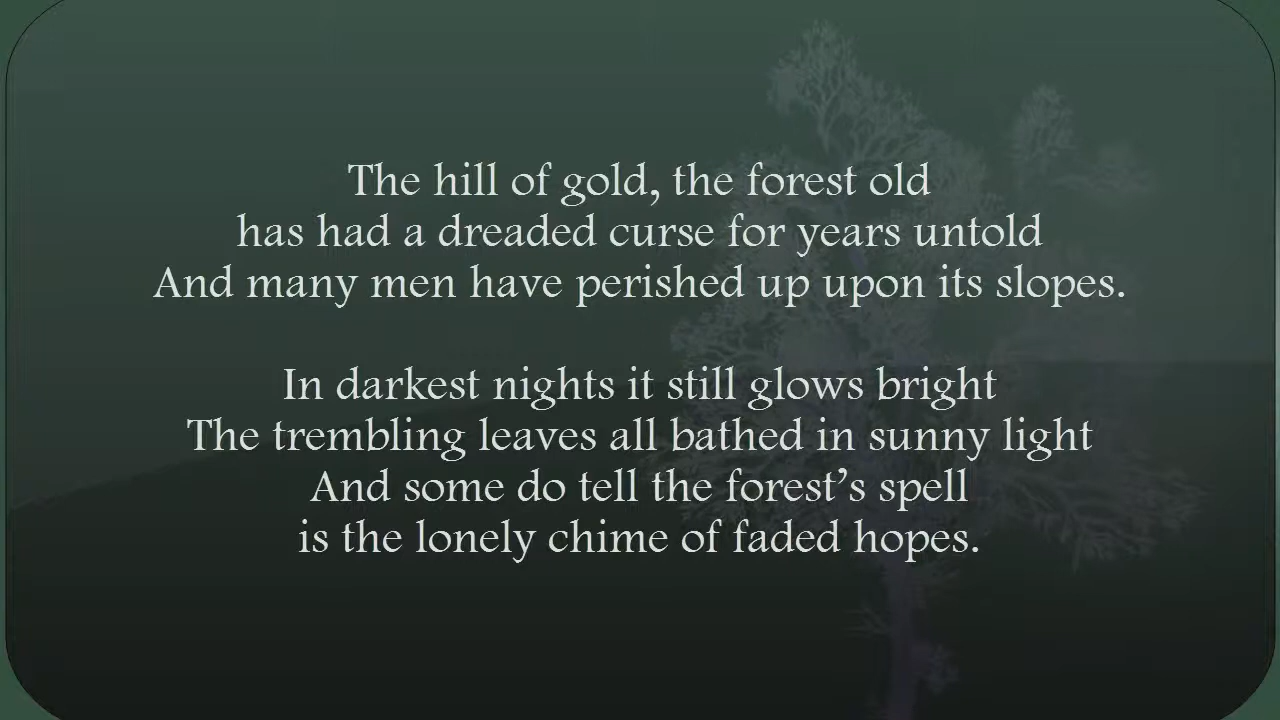 The hill of gold, the forest old
has had a dreaded curse for years untold
And many men have perished up upon its slopes.
In darkest nights it still glows bright
The trembling leaves all bathed in sunny light
And some do tell the forest’s spell
is the lonely chime of faded hopes.